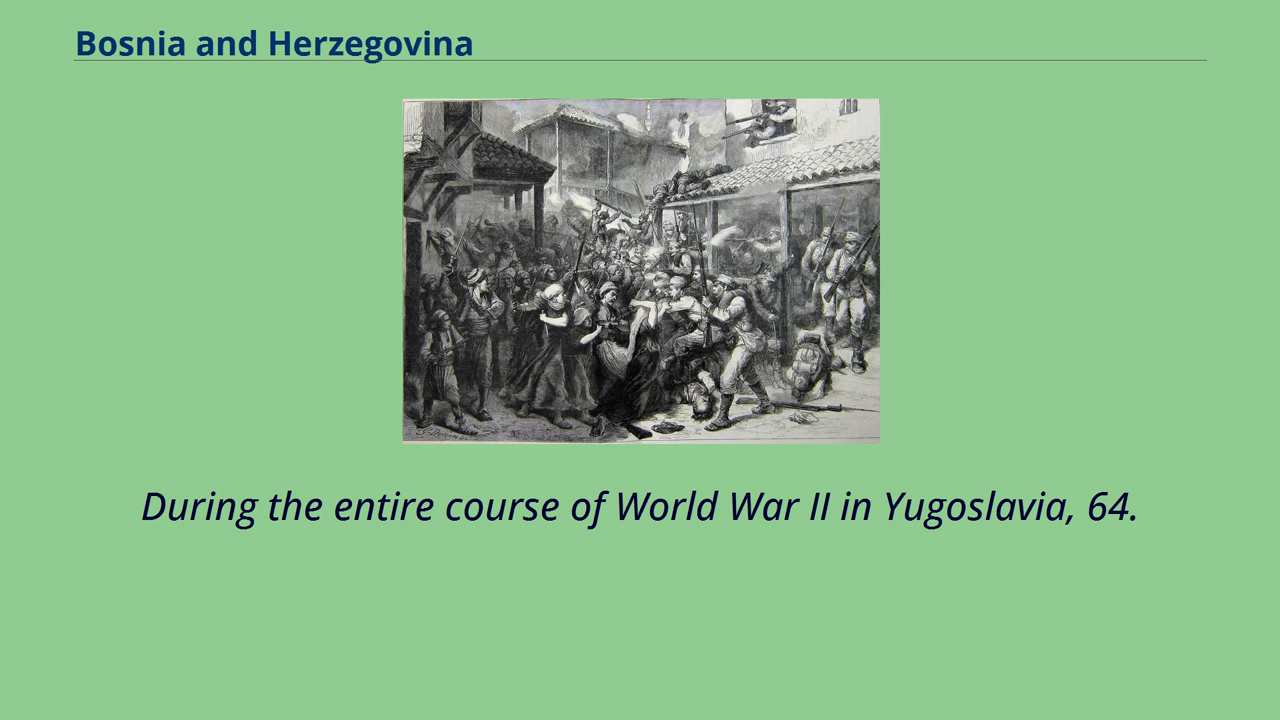 Bosnia and Herzegovina
During the entire course of World War II in Yugoslavia, 64.